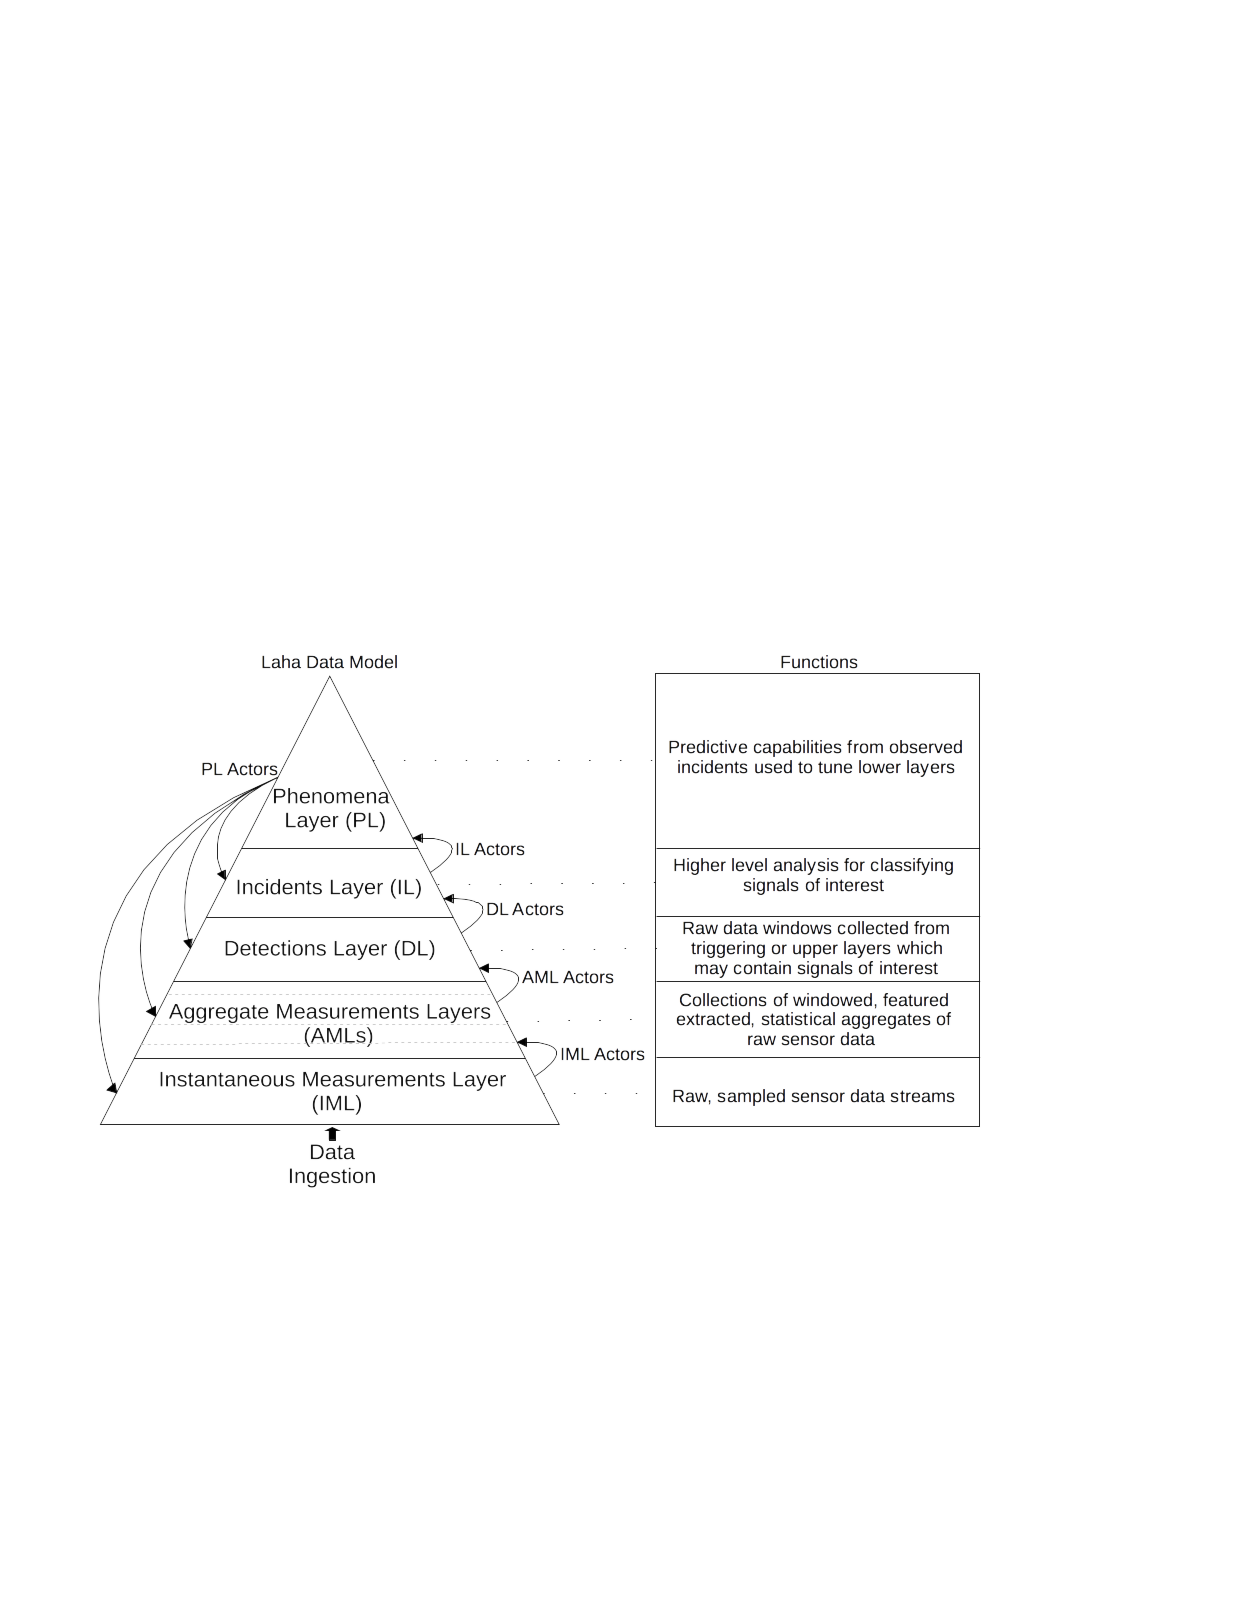 Laha Data Model
PL Actors
Phenomena
Layer (PL)
IL Actors
Incidents Layer (IL)
DL Actors
Detections Layer (DL)
AML Actors
Aggregate Measurements Layers
(AMLs)
IML Actors
Instantaneous Measurements Layer
(IML)
Data
Ingestion
Functions
Predictive capabilities from observed
incidents used to tune lower layers
Higher level analysis for classifying
signals of interest
Raw data windows collected from
triggering or upper layers which
may contain signals of interest
Collections of windowed, featured
extracted, statistical aggregates of
raw sensor data
Raw, sampled sensor data streams